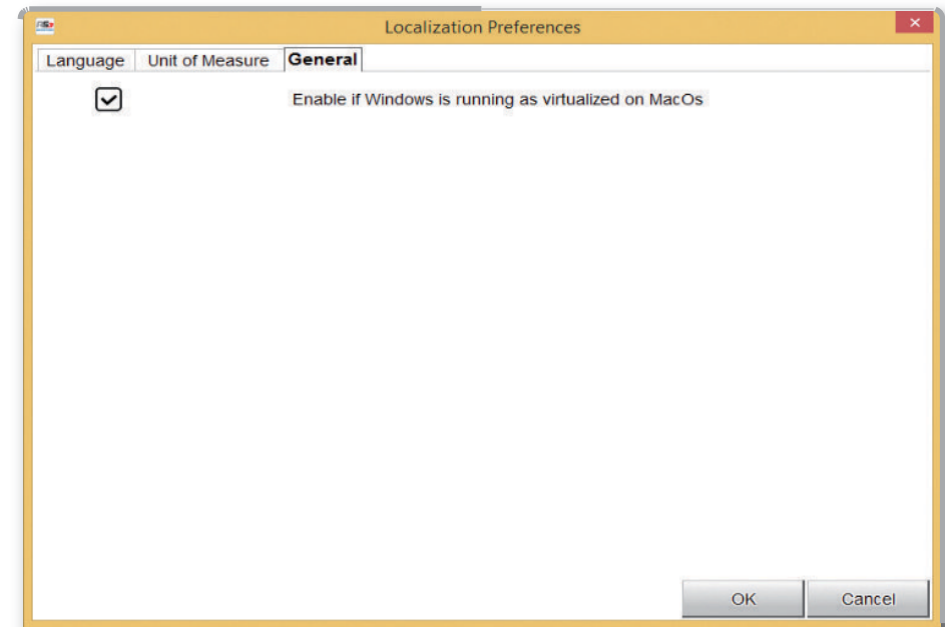 Localization Preferences
Language Unit of Measure General
Enable if Windows is running as virtualized on MacOs
OK Cancel